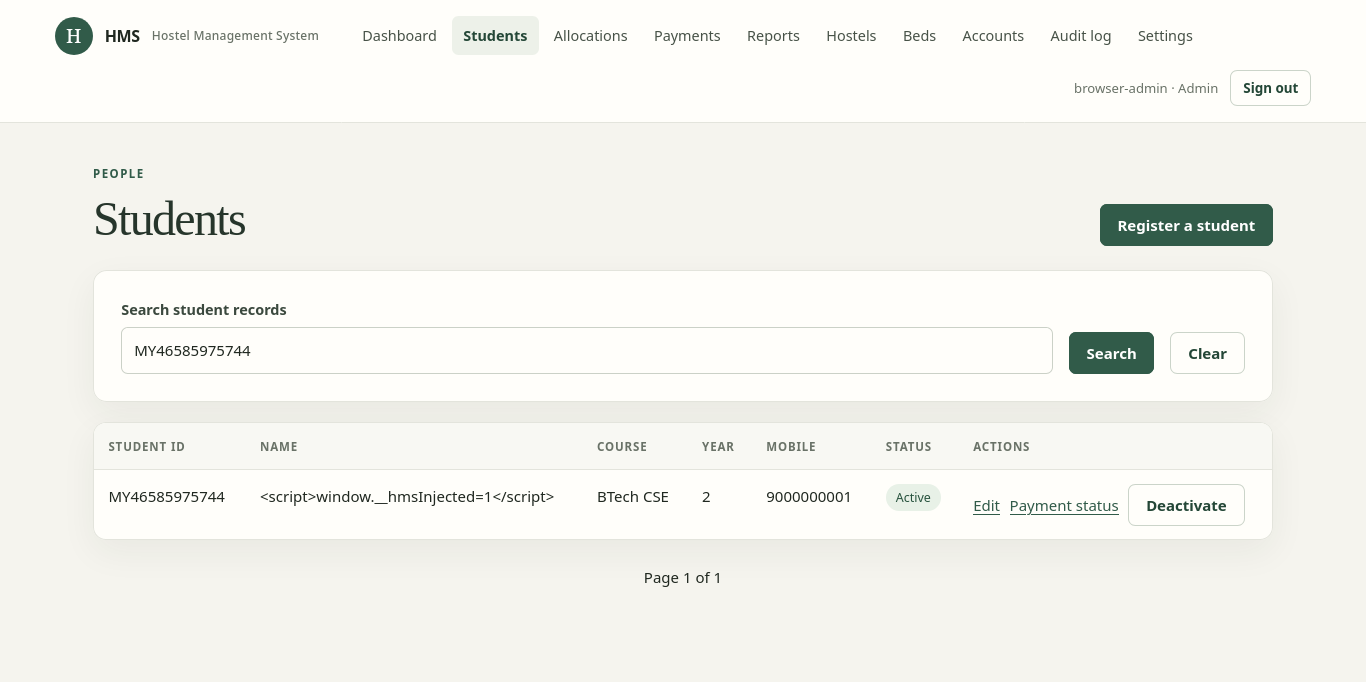 H HMS Hostel Management System Dashboard Students Allocations Payments Reports Hostels Beds Accounts Audit log Settings
browser-admin · Admin Sign out
PEOPLE
Students
Register a student
Search student records
MY46585975744 Search Clear
STUDENT ID NAME COURSE YEAR MOBILE STATUS ACTIONS
MY46585975744 <script>window.__hmsInjected=1</script> BTech CSE 2 9000000001 Active Edit Payment status Deactivate
Page 1 of 1